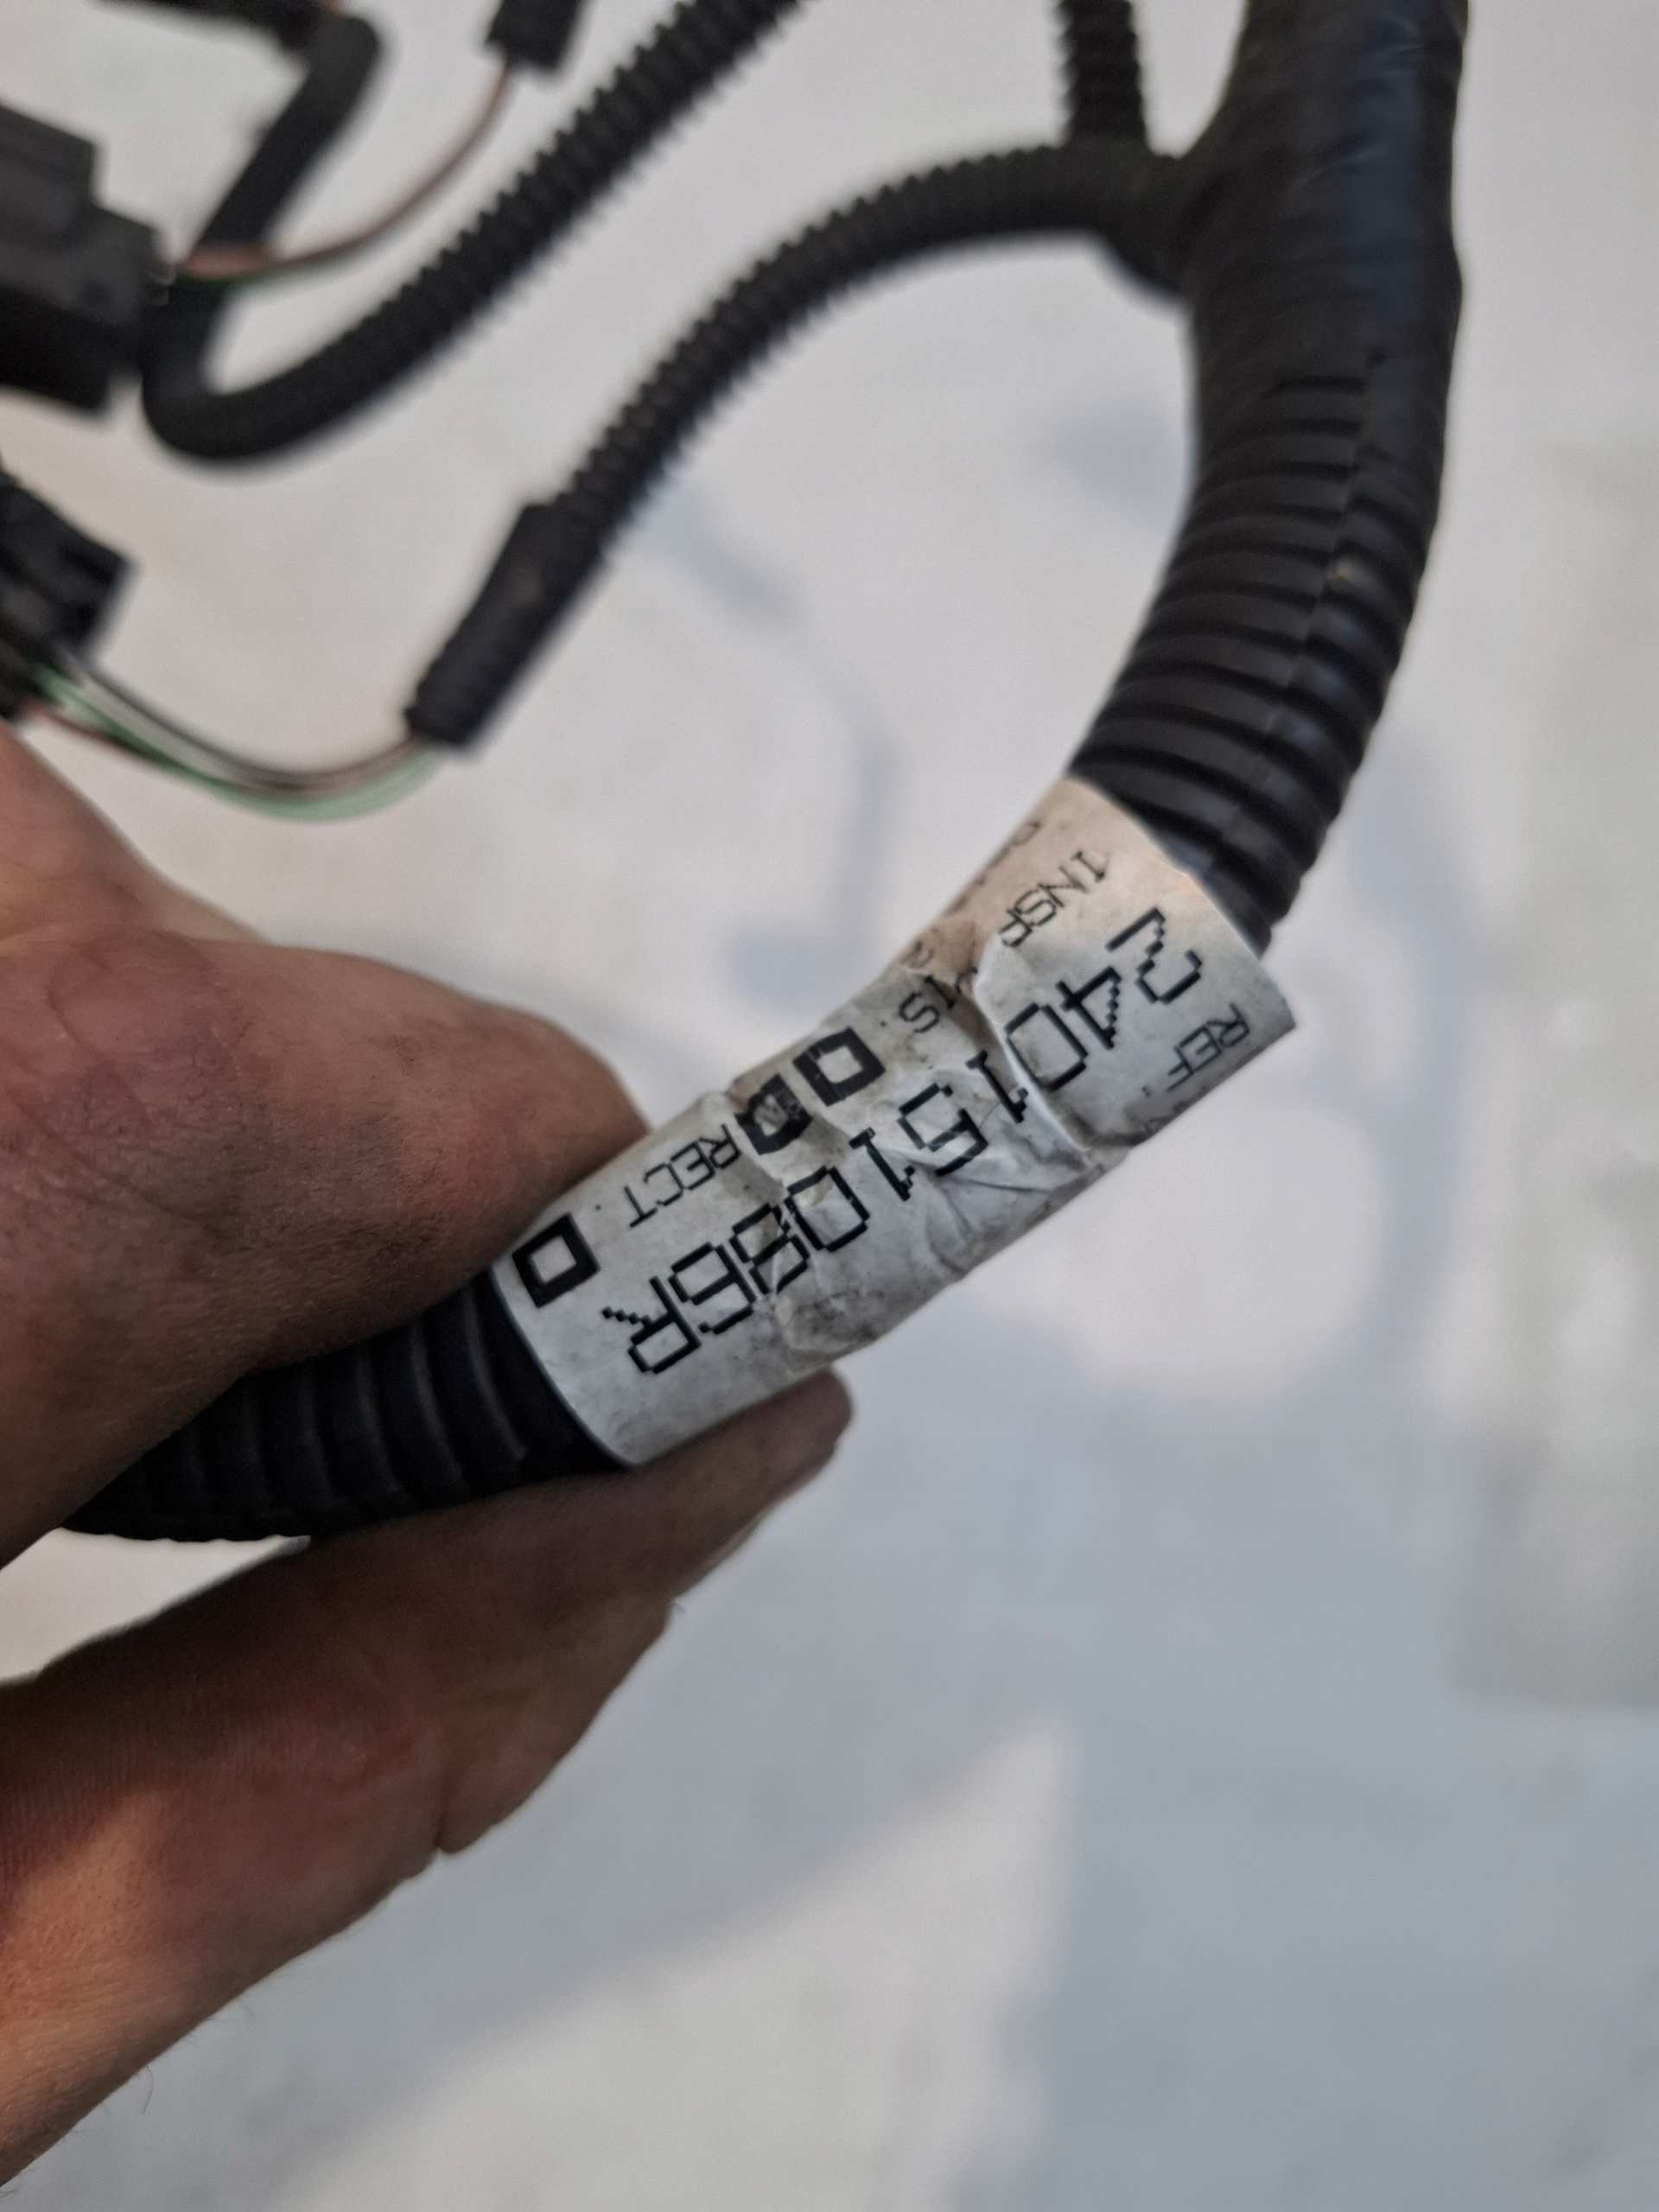 REF :
240151086R
INSP RECT :